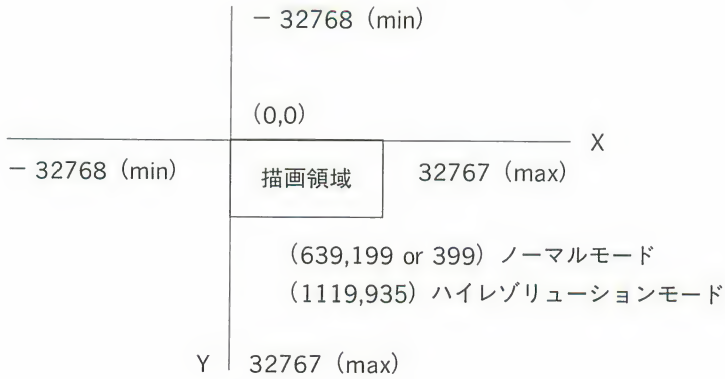 − 32768（min）
(0,0)
X
− 32768（min）
描画領域
32767（max）
（639,199 or 399）ノーマルモード
（1119,935）ハイレゾリューションモード
Y
32767（max）